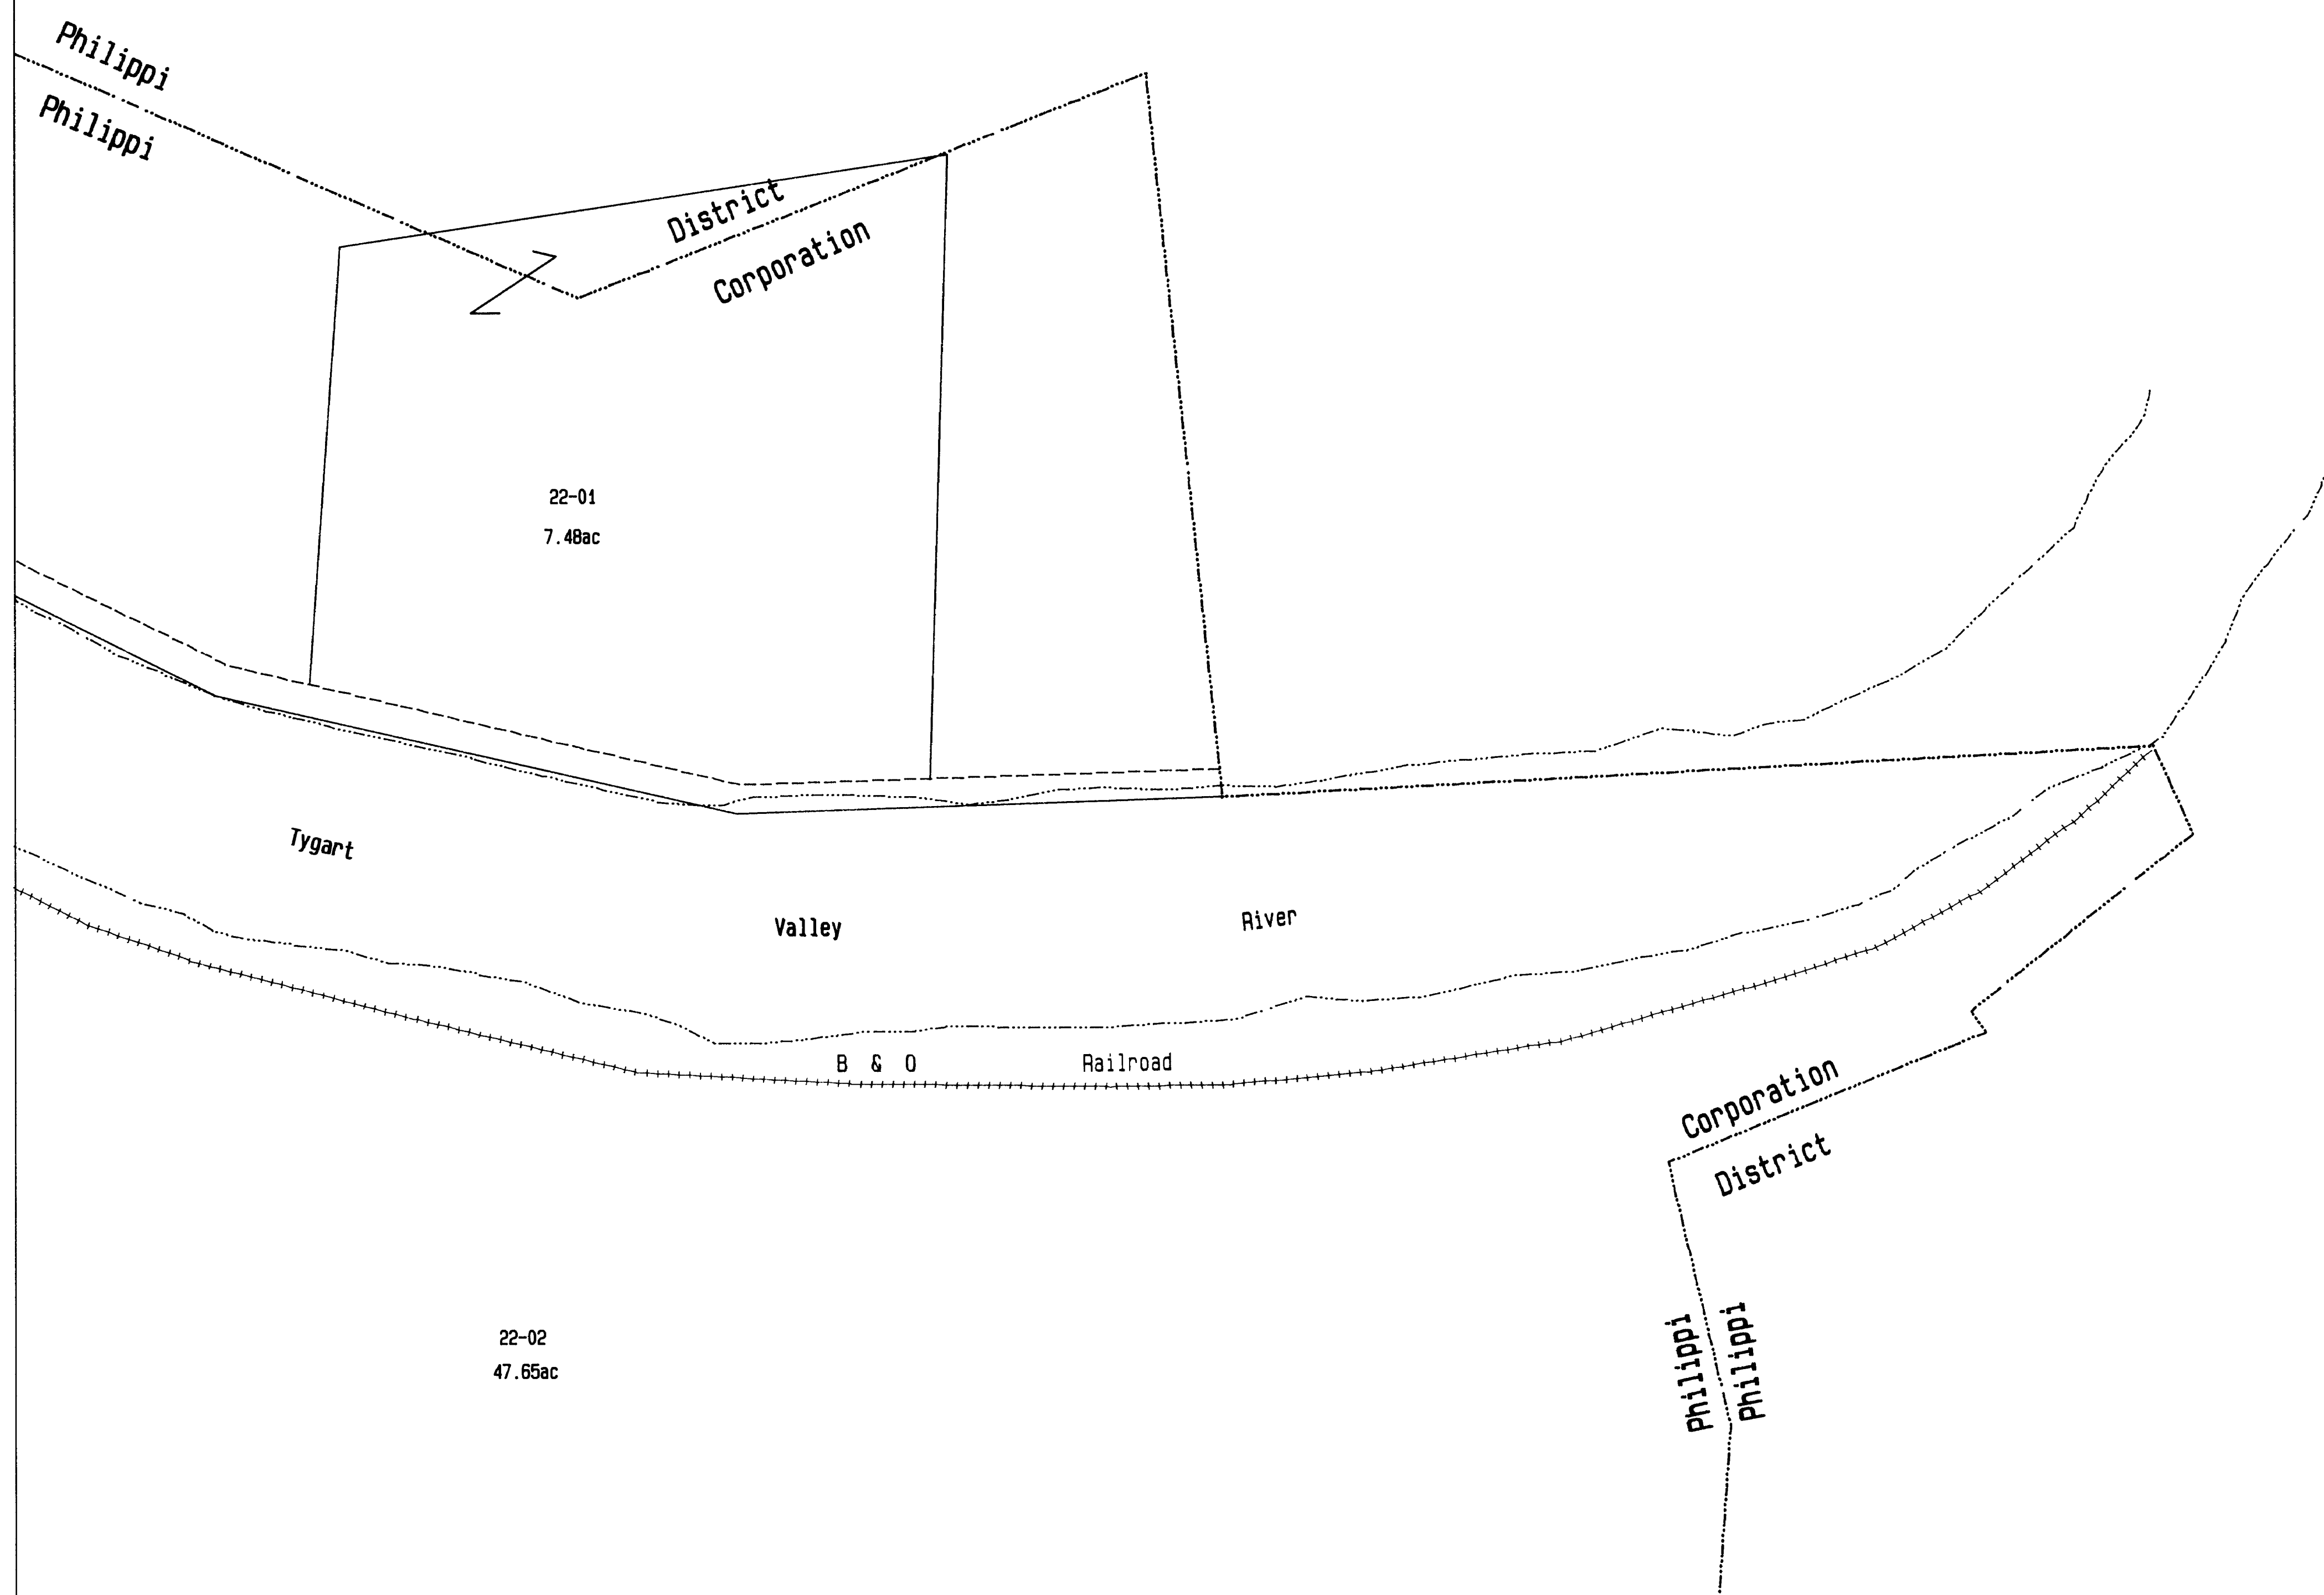 Philippi
Philippi
District
Corporation
22-01
7.48ac
Tygart
Valley
River
B & O Railroad
Corporation
District
Philippi
Philippi
22-02
47.65ac